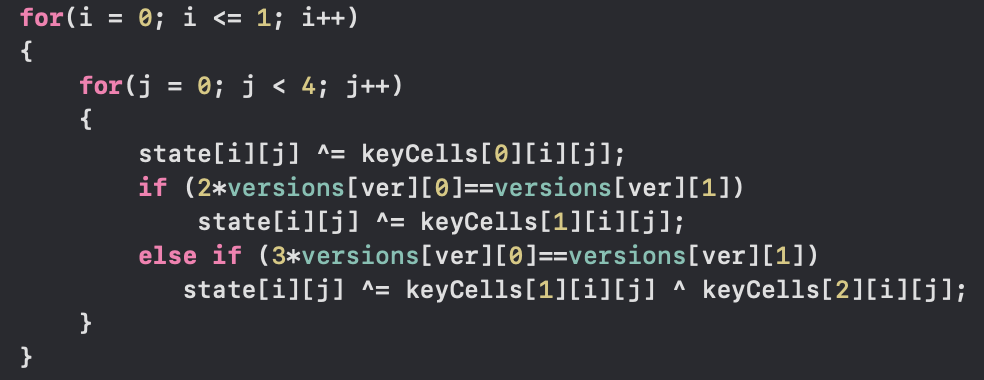 for(i = 0; i <= 1; i++)
{
    for(j = 0; j < 4; j++)
    {
        state[i][j] ^= keyCells[0][i][j];
        if (2*versions[ver][0]==versions[ver][1])
            state[i][j] ^= keyCells[1][i][j];
        else if (3*versions[ver][0]==versions[ver][1])
           state[i][j] ^= keyCells[1][i][j] ^ keyCells[2][i][j];
    }
}